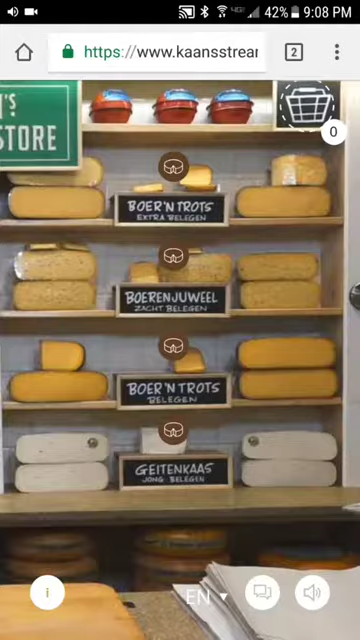 42% 9:08 PM
https://www.kaansstrear
2
'S
STORE
0
BOER'N TROTS
EXTRA BELEGEN
BOERENJUWEEL
ZACHT BELEGEN
BOER'N TROTS
BELEGEN
GEITENKAAS
JONG BELEGEN
i
EN